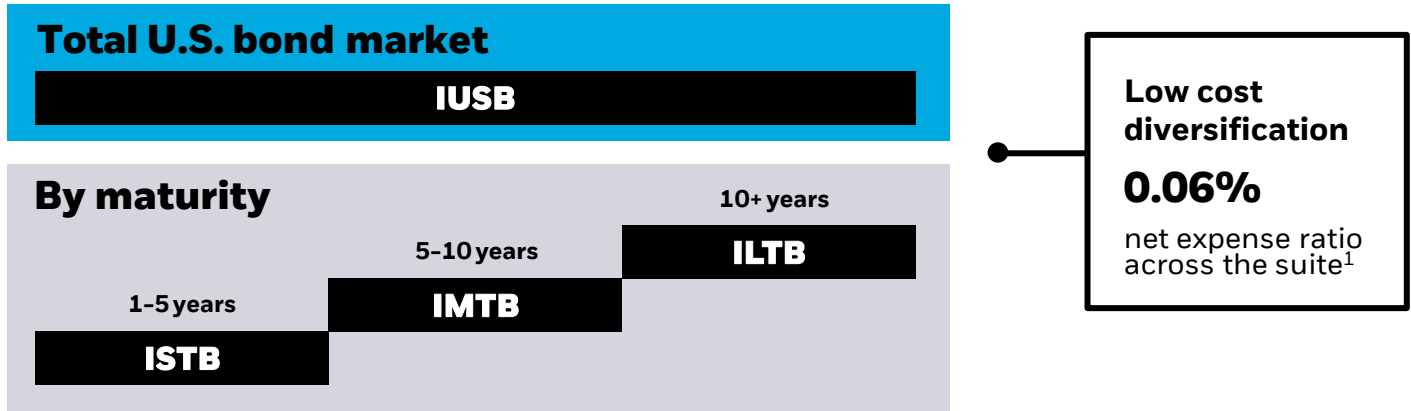 Total U.S. bond market
IUSB
By maturity
10+ years
ILTB
5–10 years
IMTB
1–5 years
ISTB
Low cost
diversification
0.06%
net expense ratio
across the suite¹